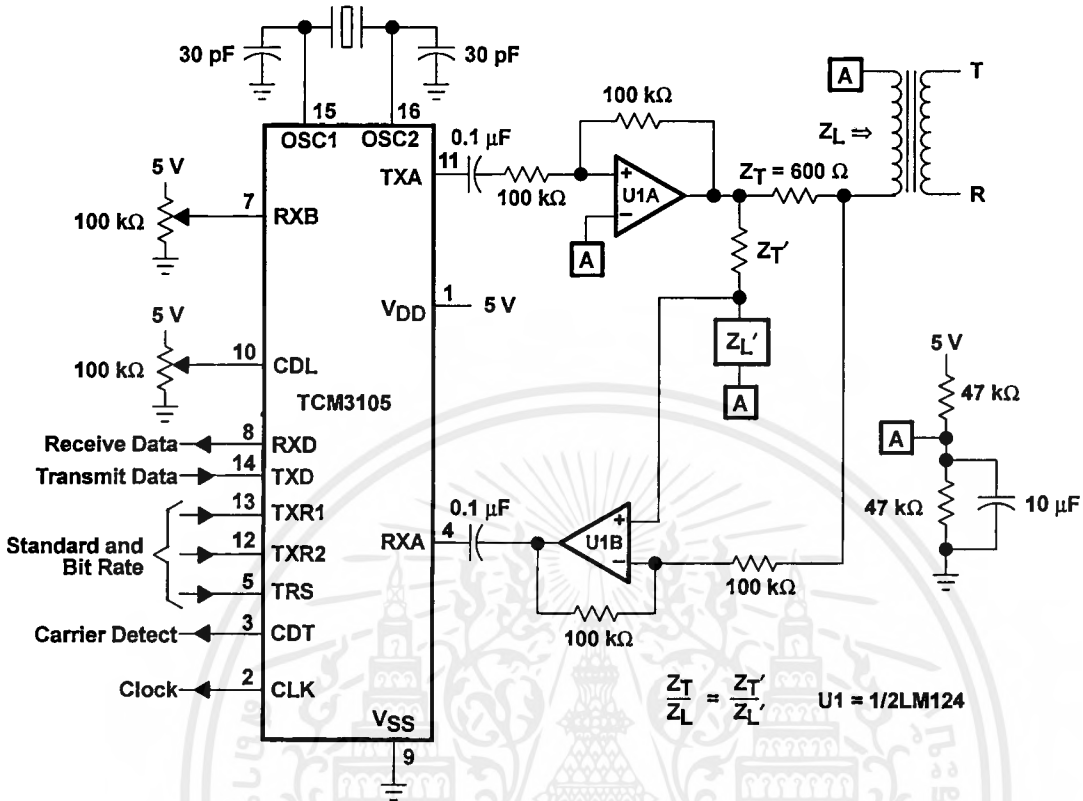 30 pF
30 pF
15
16
OSC1
OSC2
0.1 µF
11
TXA
100 kΩ
100 kΩ
+
−
U1A
A
Z_T = 600 Ω
A
Z_L ⇒
T
R
5 V
100 kΩ
7
RXB
1
V_DD
5 V
Z_T′
Z_L′
A
5 V
100 kΩ
10
CDL
TCM3105
5 V
47 kΩ
A
47 kΩ
10 µF
Receive Data
8
RXD
Transmit Data
14
TXD
Standard and
Bit Rate
13
TXR1
12
TXR2
5
TRS
Carrier Detect
3
CDT
Clock
2
CLK
V_SS
9
RXA
4
0.1 µF
+
−
U1B
100 kΩ
100 kΩ
Z_T/Z_L = Z_T′/Z_L′
U1 = 1/2LM124